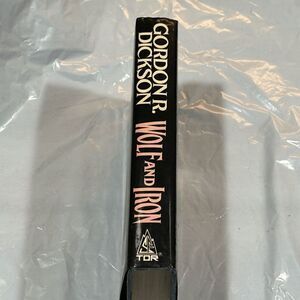 GORDON R.
DICKSON
WOLF AND IRON
TOR